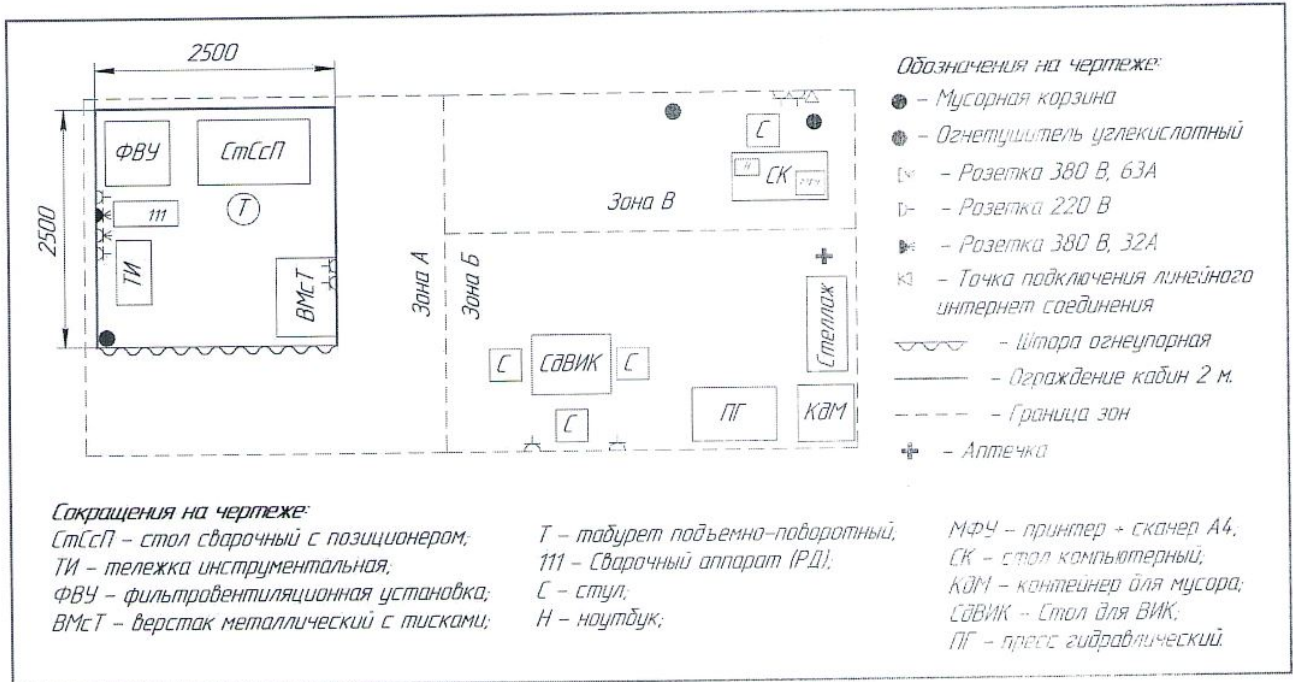 2500
2500
ФВУ
СтСсП
111
Т
ТИ
ВМсТ
Зона А
Зона Б
Зона В
С
Н
СК
МФУ
Стеллаж
С
СдВИК
С
С
ПГ
КдМ
Обозначения на чертеже:
– Мусорная корзина
– Огнетушитель углекислотный
– Розетка 380 В, 63А
– Розетка 220 В
– Розетка 380 В, 32А
– Точка подключения линейного
интернет соединения
– Штора огнеупорная
– Ограждение кабин 2 м.
– Граница зон
– Аптечка
Сокращения на чертеже:
СтСсП – стол сварочный с позиционером;
ТИ – тележка инструментальная;
ФВУ – фильтровентиляционная установка;
ВМсТ – верстак металлический с тисками;
Т – табурет подъемно-поворотный;
111 – Сварочный аппарат (РД);
С – стул;
Н – ноутбук;
МФУ – принтер + сканер А4;
СК – стол компьютерный;
КдМ – контейнер для мусора;
СдВИК – Стол для ВИК;
ПГ – пресс гидравлический.